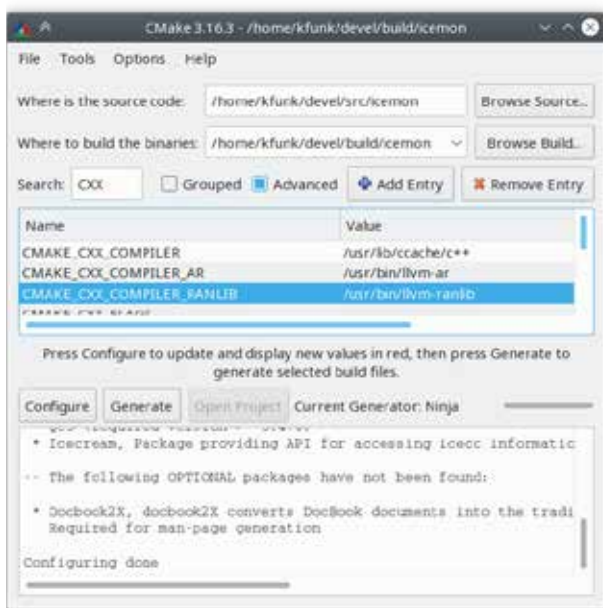 CMake 3.16.3 - /home/kfunk/devel/build/icemon
File Tools Options Help
Where is the source code: /home/kfunk/devel/src/icemon Browse Source...
Where to build the binaries: /home/kfunk/devel/build/icemon Browse Build...
Search: CXX Grouped Advanced Add Entry Remove Entry
Name Value
CMAKE_CXX_COMPILER /usr/lib/ccache/c++
CMAKE_CXX_COMPILER_AR /usr/bin/llvm-ar
CMAKE_CXX_COMPILER_RANLIB /usr/bin/llvm-ranlib
Press Configure to update and display new values in red, then press Generate to
generate selected build files.
Configure Generate Open Project Current Generator: Ninja
* Icecream, Package providing API for accessing icecc informatic
-- The following OPTIONAL packages have not been found:
* Docbook2X, docbook2X converts DocBook documents into the tradi
Required for man-page generation
Configuring done